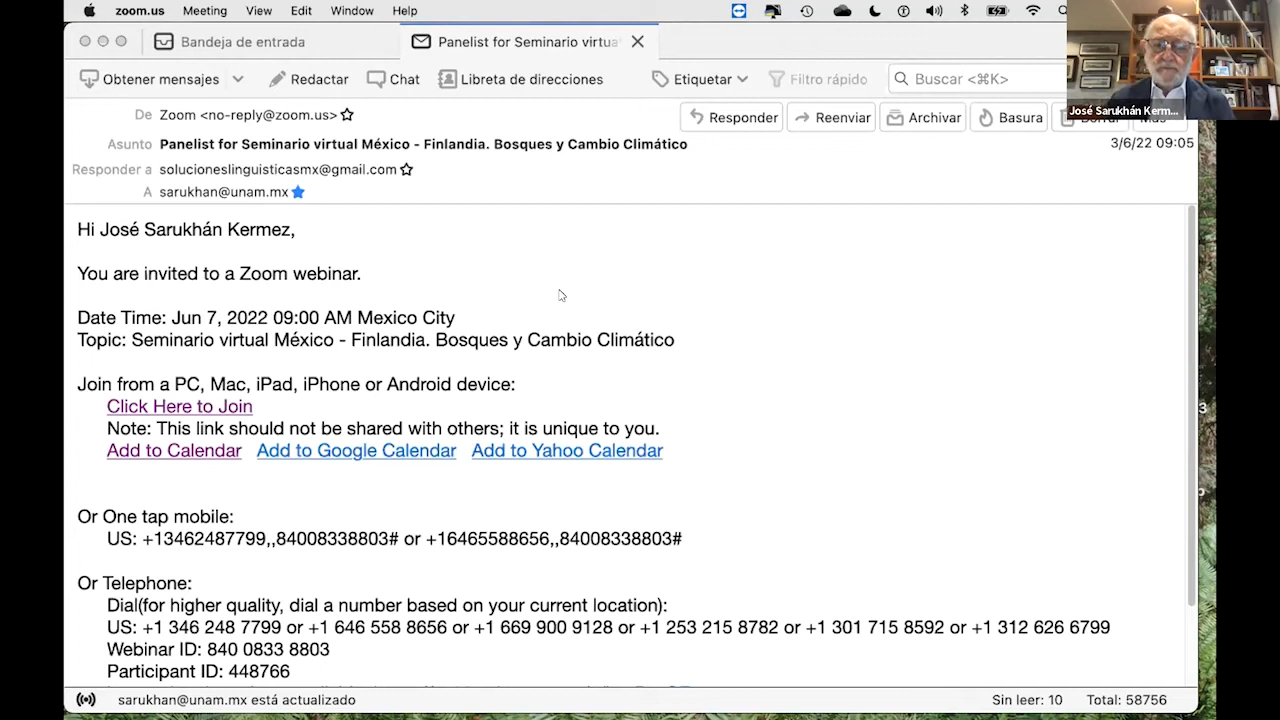 zoom.us Meeting View Edit Window Help
Bandeja de entrada
Panelist for Seminario virtua
Obtener mensajes Redactar Chat Libreta de direcciones Etiquetar Filtro rápido Buscar <⌘K>
José Sarukhán Kerm...
De Zoom <no-reply@zoom.us>
Responder Reenviar Archivar Basura Borrar Más
Asunto Panelist for Seminario virtual México - Finlandia. Bosques y Cambio Climático
3/6/22 09:05
Responder a solucioneslinguisticasmx@gmail.com
A sarukhan@unam.mx
Hi José Sarukhán Kermez,
You are invited to a Zoom webinar.
Date Time: Jun 7, 2022 09:00 AM Mexico City
Topic: Seminario virtual México - Finlandia. Bosques y Cambio Climático
Join from a PC, Mac, iPad, iPhone or Android device:
Click Here to Join
Note: This link should not be shared with others; it is unique to you.
Add to Calendar Add to Google Calendar Add to Yahoo Calendar
Or One tap mobile:
US: +13462487799,,84008338803# or +16465588656,,84008338803#
Or Telephone:
Dial(for higher quality, dial a number based on your current location):
US: +1 346 248 7799 or +1 646 558 8656 or +1 669 900 9128 or +1 253 215 8782 or +1 301 715 8592 or +1 312 626 6799
Webinar ID: 840 0833 8803
Participant ID: 448766
sarukhan@unam.mx está actualizado
Sin leer: 10 Total: 58756